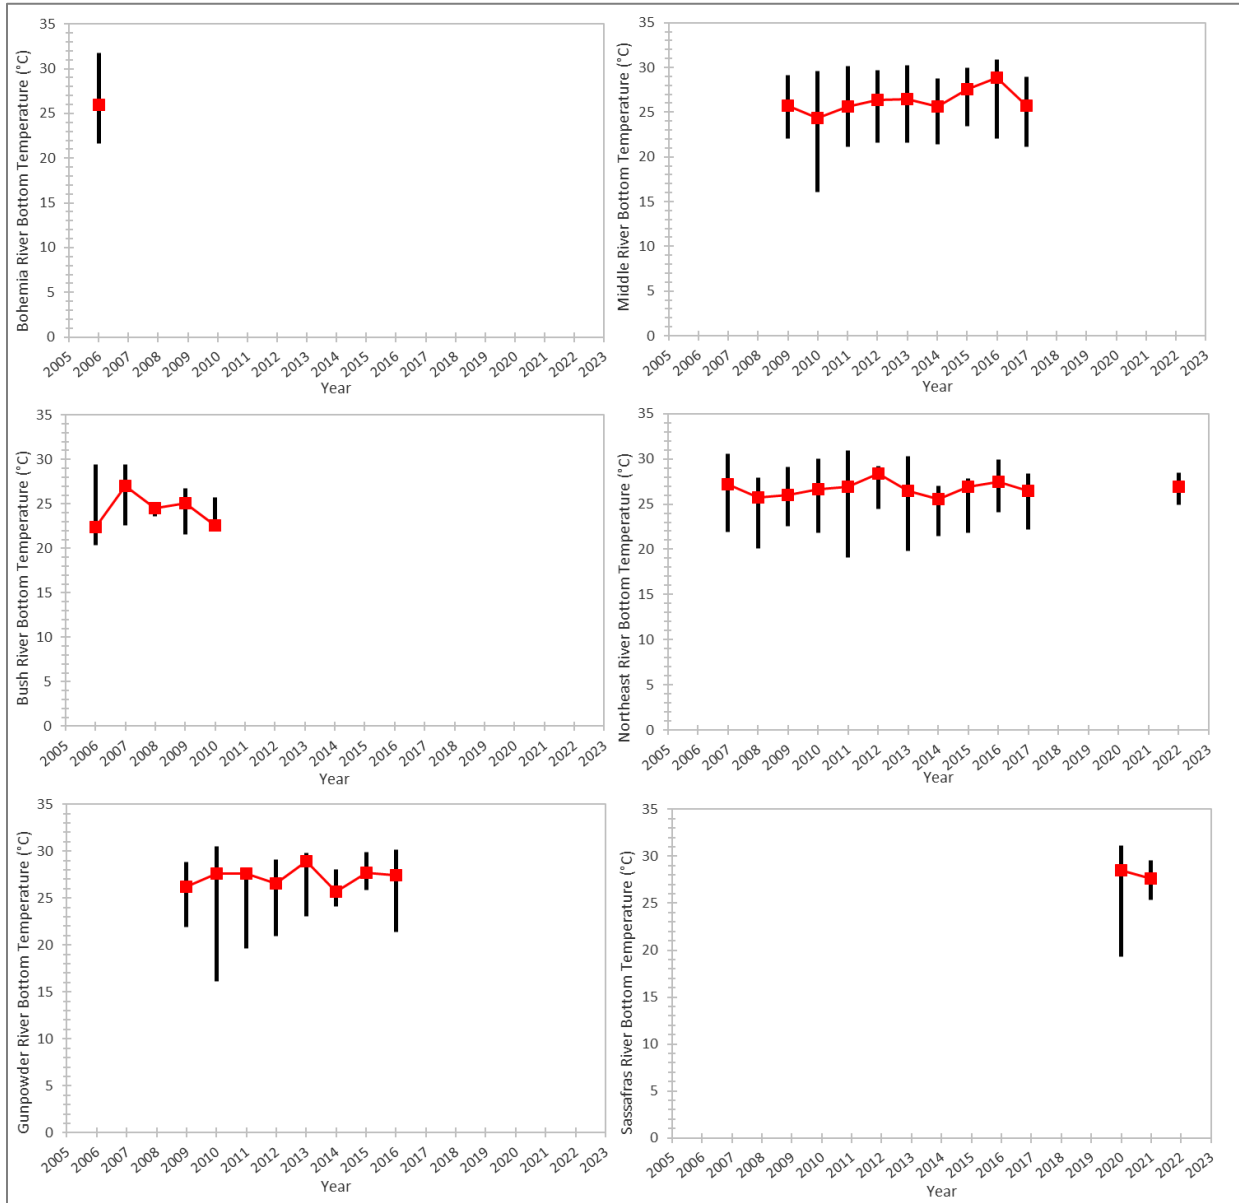 Bohemia River Bottom Temperature (°C)
35
30
25
20
15
10
5
0
2005 2006 2007 2008 2009 2010 2011 2012 2013 2014 2015 2016 2017 2018 2019 2020 2021 2022 2023
Year
Middle River Bottom Temperature (°C)
35
30
25
20
15
10
5
0
2005 2006 2007 2008 2009 2010 2011 2012 2013 2014 2015 2016 2017 2018 2019 2020 2021 2022 2023
Year
Bush River Bottom Temperature (°C)
35
30
25
20
15
10
5
0
2005 2006 2007 2008 2009 2010 2011 2012 2013 2014 2015 2016 2017 2018 2019 2020 2021 2022 2023
Year
Northeast River Bottom Temperature (°C)
35
30
25
20
15
10
5
0
2005 2006 2007 2008 2009 2010 2011 2012 2013 2014 2015 2016 2017 2018 2019 2020 2021 2022 2023
Year
Gunpowder River Bottom Temperature (°C)
35
30
25
20
15
10
5
0
2005 2006 2007 2008 2009 2010 2011 2012 2013 2014 2015 2016 2017 2018 2019 2020 2021 2022 2023
Year
Sassafras River Bottom Temperature (°C)
35
30
25
20
15
10
5
0
2005 2006 2007 2008 2009 2010 2011 2012 2013 2014 2015 2016 2017 2018 2019 2020 2021 2022 2023
Year